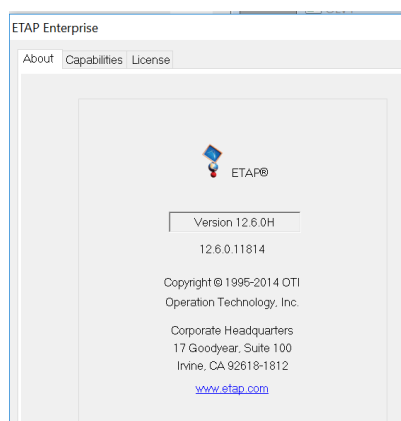 ETAP Enterprise
About Capabilities License
ETAP®
Version 12.6.0H
12.6.0.11814
Copyright © 1995-2014 OTI
Operation Technology, Inc.
Corporate Headquarters
17 Goodyear, Suite 100
Irvine, CA 92618-1812
www.etap.com